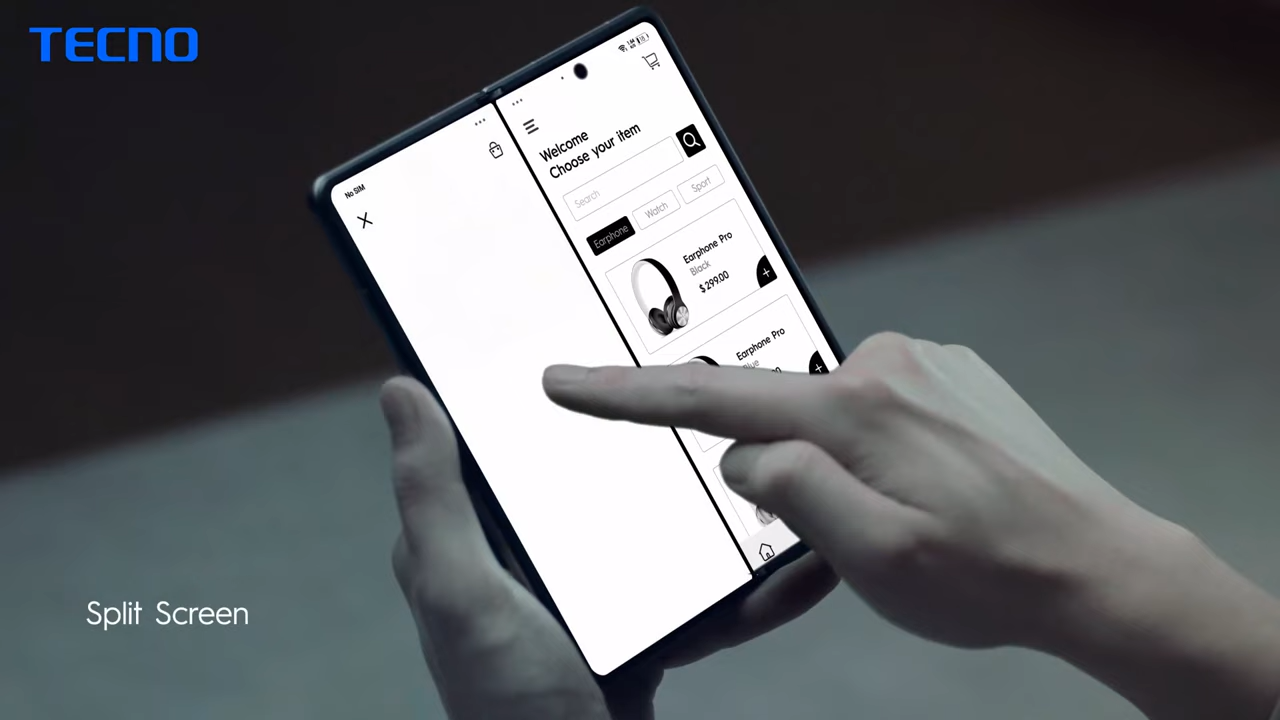 TECNO
No SIM
Welcome
Choose your item
Search
Earphone
Watch
Sport
Earphone Pro
Black
$299.00
Earphone Pro
Blue
Split Screen